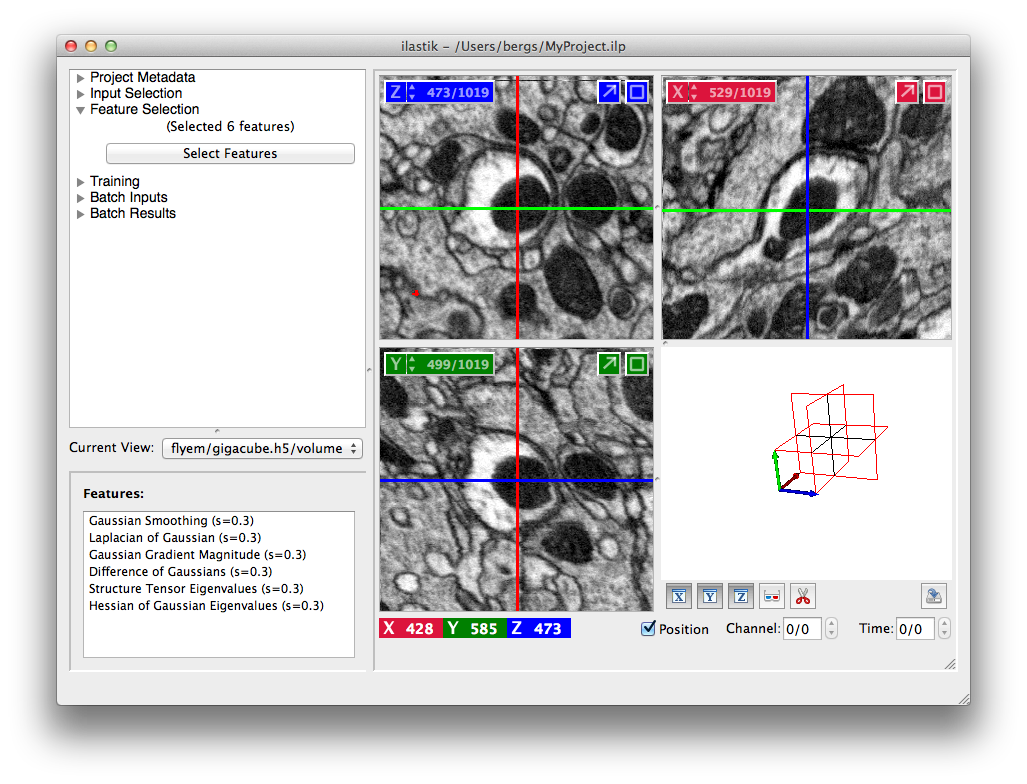 ilastik – /Users/bergs/MyProject.ilp
Project Metadata
Input Selection
Feature Selection
(Selected 6 features)
Select Features
Training
Batch Inputs
Batch Results
Current View: flyem/gigacube.h5/volume
Features:
Gaussian Smoothing (s=0.3)
Laplacian of Gaussian (s=0.3)
Gaussian Gradient Magnitude (s=0.3)
Difference of Gaussians (s=0.3)
Structure Tensor Eigenvalues (s=0.3)
Hessian of Gaussian Eigenvalues (s=0.3)
Z 473/1019
X 529/1019
Y 499/1019
X Y Z
X 428 Y 585 Z 473
Position Channel: 0/0 Time: 0/0